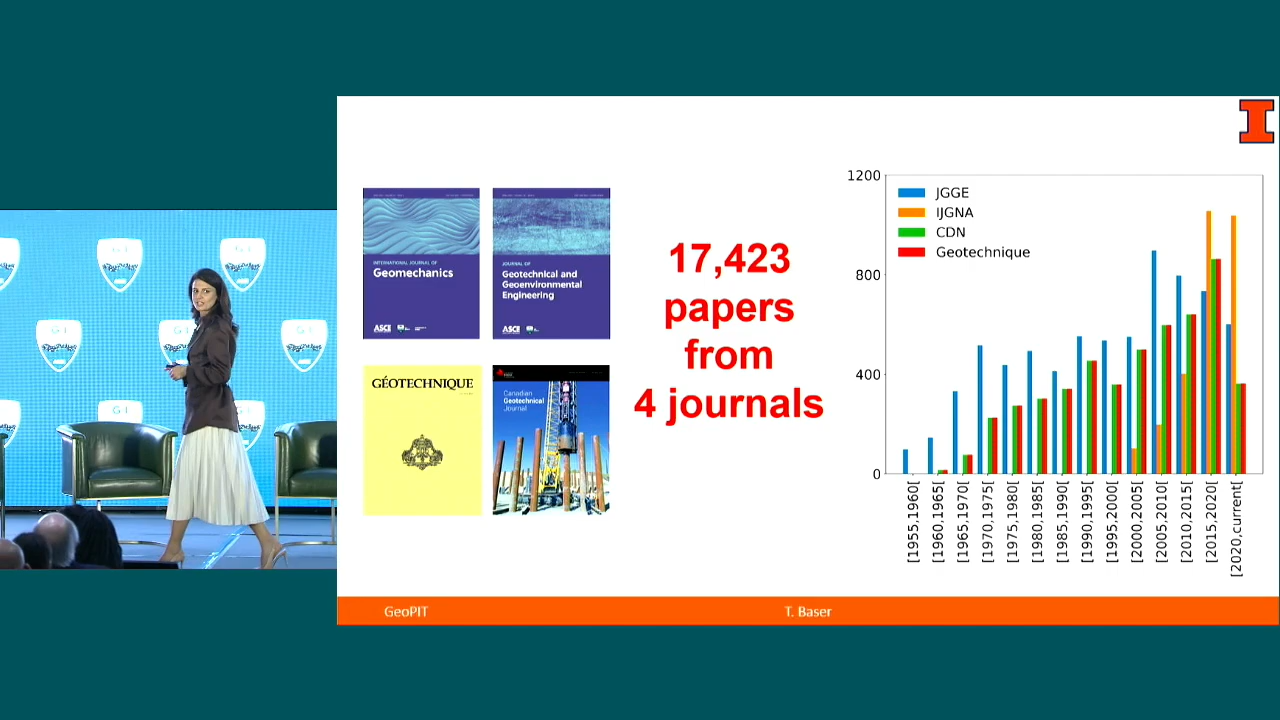 G-I
G-I
G-I
G-I
INTERNATIONAL JOURNAL OF
Geomechanics
ASCE
JOURNAL OF
Geotechnical and
Geoenvironmental
Engineering
ASCE
GÉOTECHNIQUE
Canadian
Geotechnical
Journal
17,423
papers
from
4 journals
I
1200
800
400
0
JGGE
IJGNA
CDN
Geotechnique
[1955,1960[
[1960,1965[
[1965,1970[
[1970,1975[
[1975,1980[
[1980,1985[
[1985,1990[
[1990,1995[
[1995,2000[
[2000,2005[
[2005,2010[
[2010,2015[
[2015,2020[
[2020,current[
GeoPIT
T. Baser